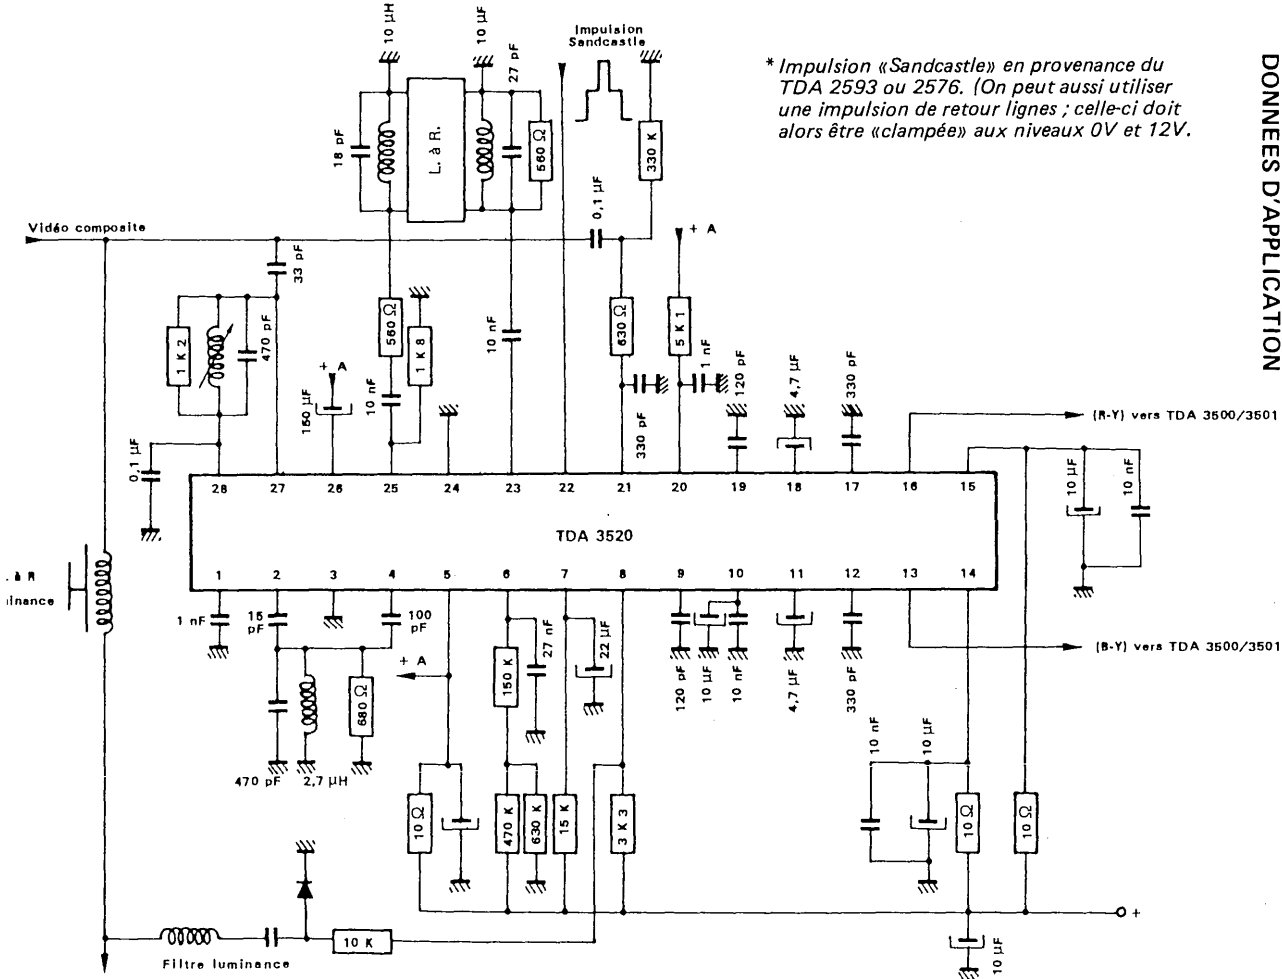 10 µH
10 µF
27 pF
Impulsion
Sandcastle
* Impulsion «Sandcastle» en provenance du
TDA 2593 ou 2576. (On peut aussi utiliser
une impulsion de retour lignes ; celle-ci doit
alors être «clampée» aux niveaux 0V et 12V.
DONNEES D'APPLICATION
18 pF
L. à R.
560 Ω
330 K
0,1 µF
Vidéo composite
+ A
33 pF
1 K 2
470 pF
+ A
150 µF
560 Ω
1 K 8
10 nF
10 nF
630 Ω
5 K 1
1 nF
330 pF
120 pF
4,7 µF
330 pF
(R-Y) vers TDA 3500/3501
0,1 µF
10 µF
10 nF
28 27 26 25 24 23 22 21 20 19 18 17 16 15
TDA 3520
1 2 3 4 5 6 7 8 9 10 11 12 13 14
. à R
inance
1 nF
15 pF
100 pF
+ A
27 nF
22 µF
150 K
680 Ω
120 pF
10 µF
10 nF
4,7 µF
330 pF
(B-Y) vers TDA 3500/3501
470 pF
2,7 µH
10 Ω
470 K
630 K
15 K
3 K 3
10 nF
10 µF
10 Ω
10 Ω
+
10 K
10 µF
Filtre luminance